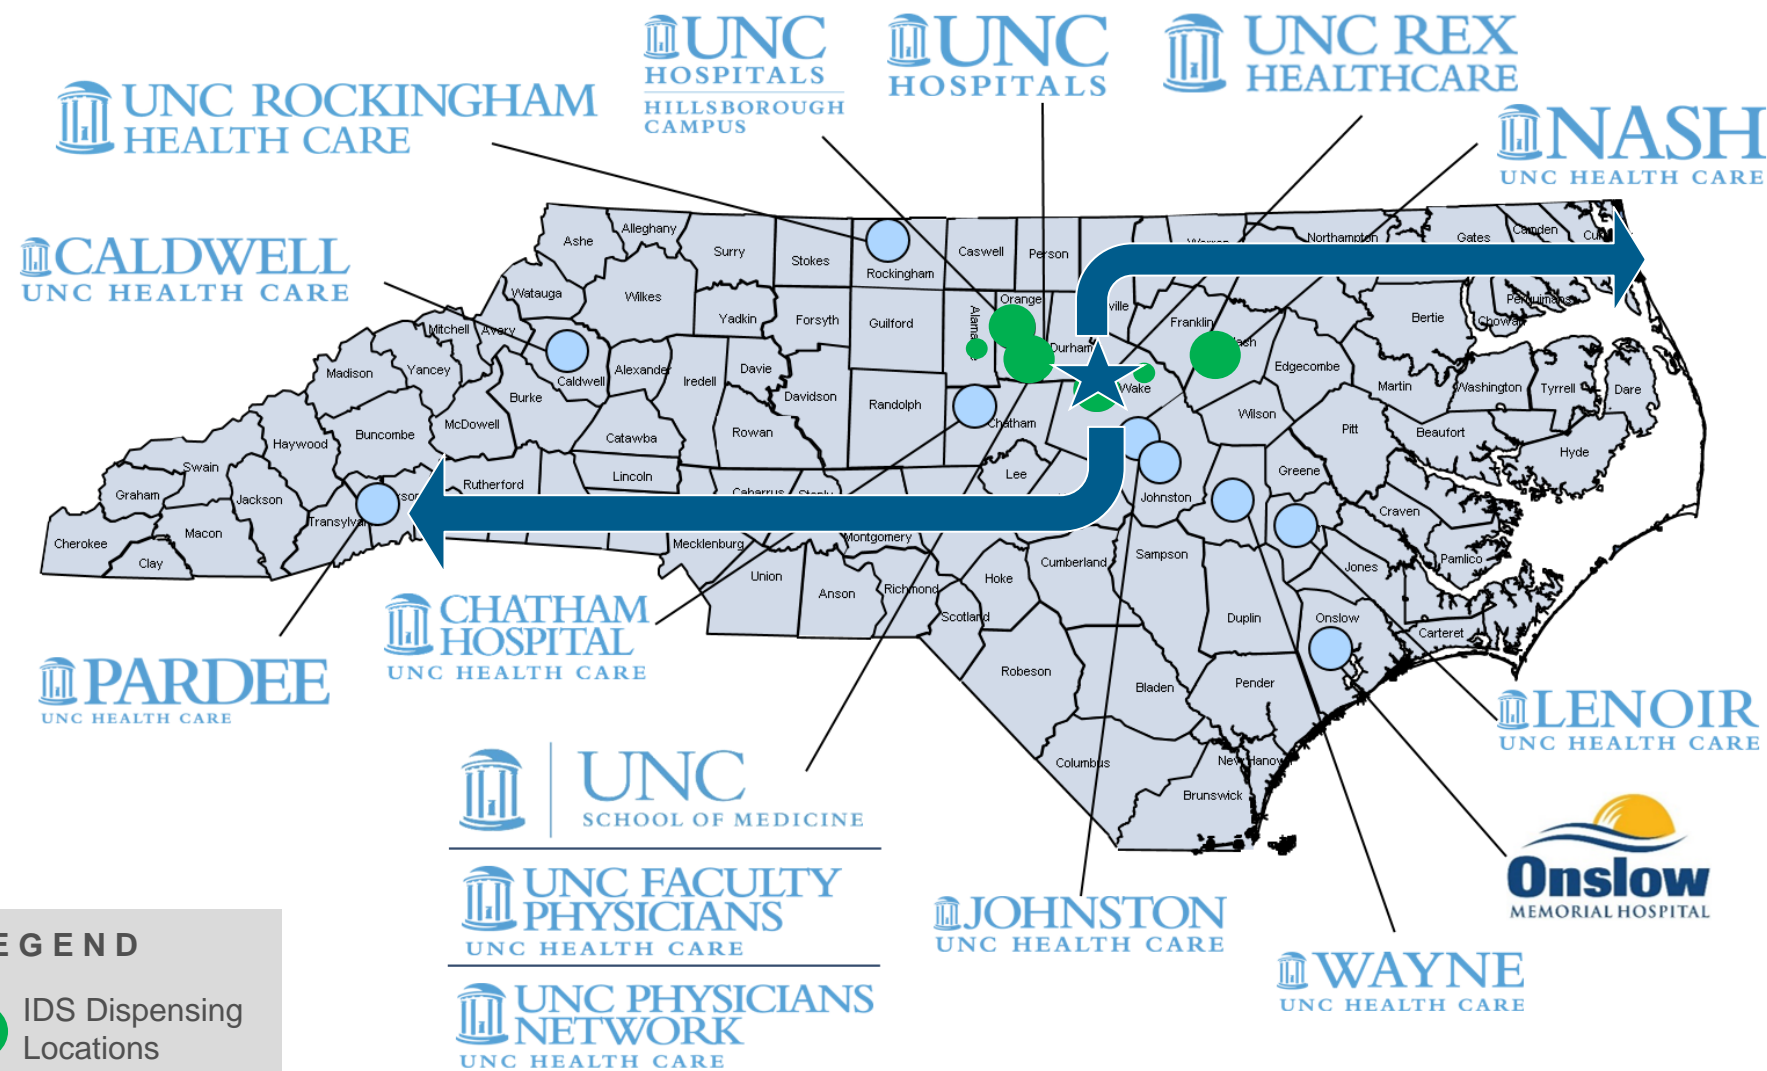 UNC
HOSPITALS
HILLSBOROUGH
CAMPUS
UNC
HOSPITALS
UNC REX
HEALTHCARE
UNC ROCKINGHAM
HEALTH CARE
NASH
UNC HEALTH CARE
CALDWELL
UNC HEALTH CARE
Alleghany
Ashe
Surry
Stokes
Rockingham
Caswell
Person
Warren
Northampton
Gates
Camden
Watauga
Wilkes
Yadkin
Forsyth
Guilford
Orange
Durham
Franklin
Bertie
Chowan
Perquimans
Mitchell
Avery
Madison
Yancey
Caldwell
Alexander
Iredell
Davie
Davidson
Randolph
Chatham
Wake
Edgecombe
Martin
Washington
Tyrrell
Dare
Burke
McDowell
Buncombe
Haywood
Catawba
Rowan
Wilson
Pitt
Beaufort
Hyde
Swain
Graham
Jackson
Rutherford
Lincoln
Cabarrus
Stanly
Lee
Johnston
Greene
Craven
Cherokee
Macon
Clay
Mecklenburg
Montgomery
Cumberland
Sampson
Jones
Pamlico
Union
Anson
Richmond
Hoke
Scotland
Duplin
Onslow
Carteret
Robeson
Bladen
Pender
Columbus
Brunswick
PARDEE
UNC HEALTH CARE
CHATHAM
HOSPITAL
UNC HEALTH CARE
LENOIR
UNC HEALTH CARE
UNC
SCHOOL OF MEDICINE
UNC FACULTY
PHYSICIANS
UNC HEALTH CARE
UNC PHYSICIANS
NETWORK
UNC HEALTH CARE
JOHNSTON
UNC HEALTH CARE
WAYNE
UNC HEALTH CARE
Onslow
MEMORIAL HOSPITAL
EGEND
IDS Dispensing
Locations